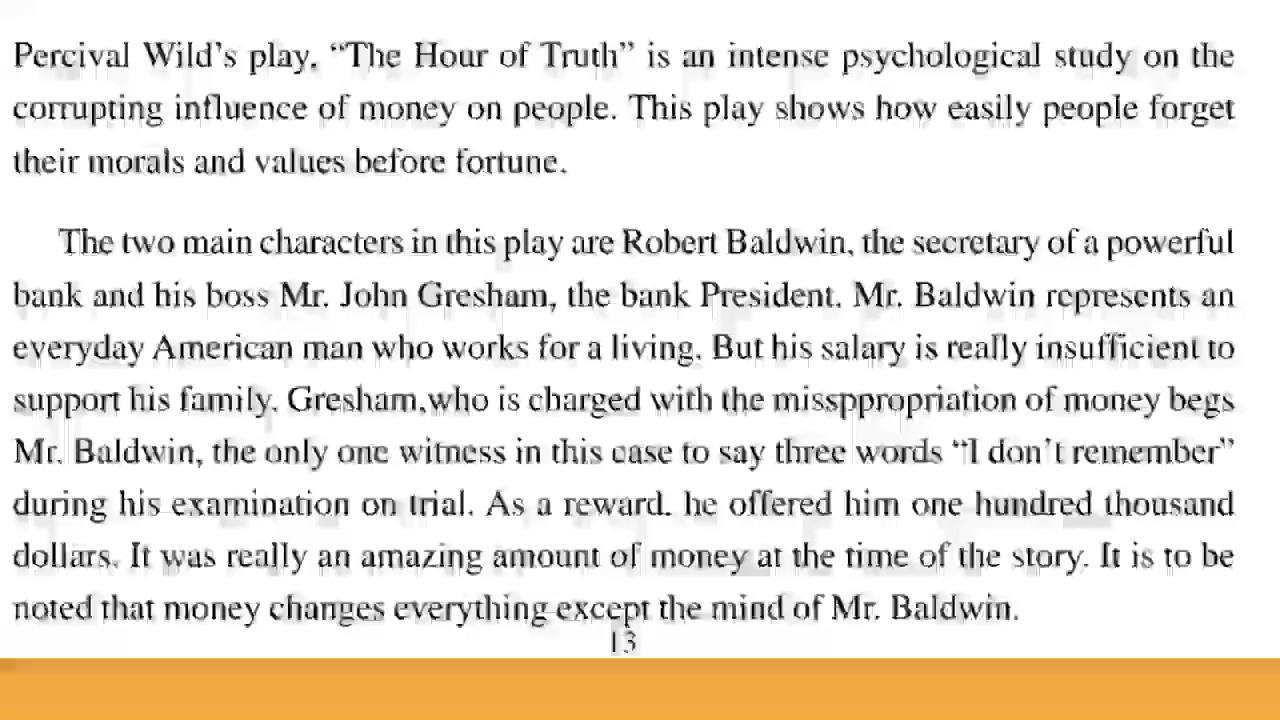 Percival Wild's play, "The Hour of Truth" is an intense psychological study on the
corrupting influence of money on people. This play shows how easily people forget
their morals and values before fortune.
The two main characters in this play are Robert Baldwin, the secretary of a powerful
bank and his boss Mr. John Gresham, the bank President. Mr. Baldwin represents an
everyday American man who works for a living. But his salary is really insufficient to
support his family. Gresham,who is charged with the missppropriation of money begs
Mr. Baldwin, the only one witness in this case to say three words "I don't remember"
during his examination on trial. As a reward. he offered him one hundred thousand
dollars. It was really an amazing amount of money at the time of the story. It is to be
noted that money changes everything except the mind of Mr. Baldwin.
13